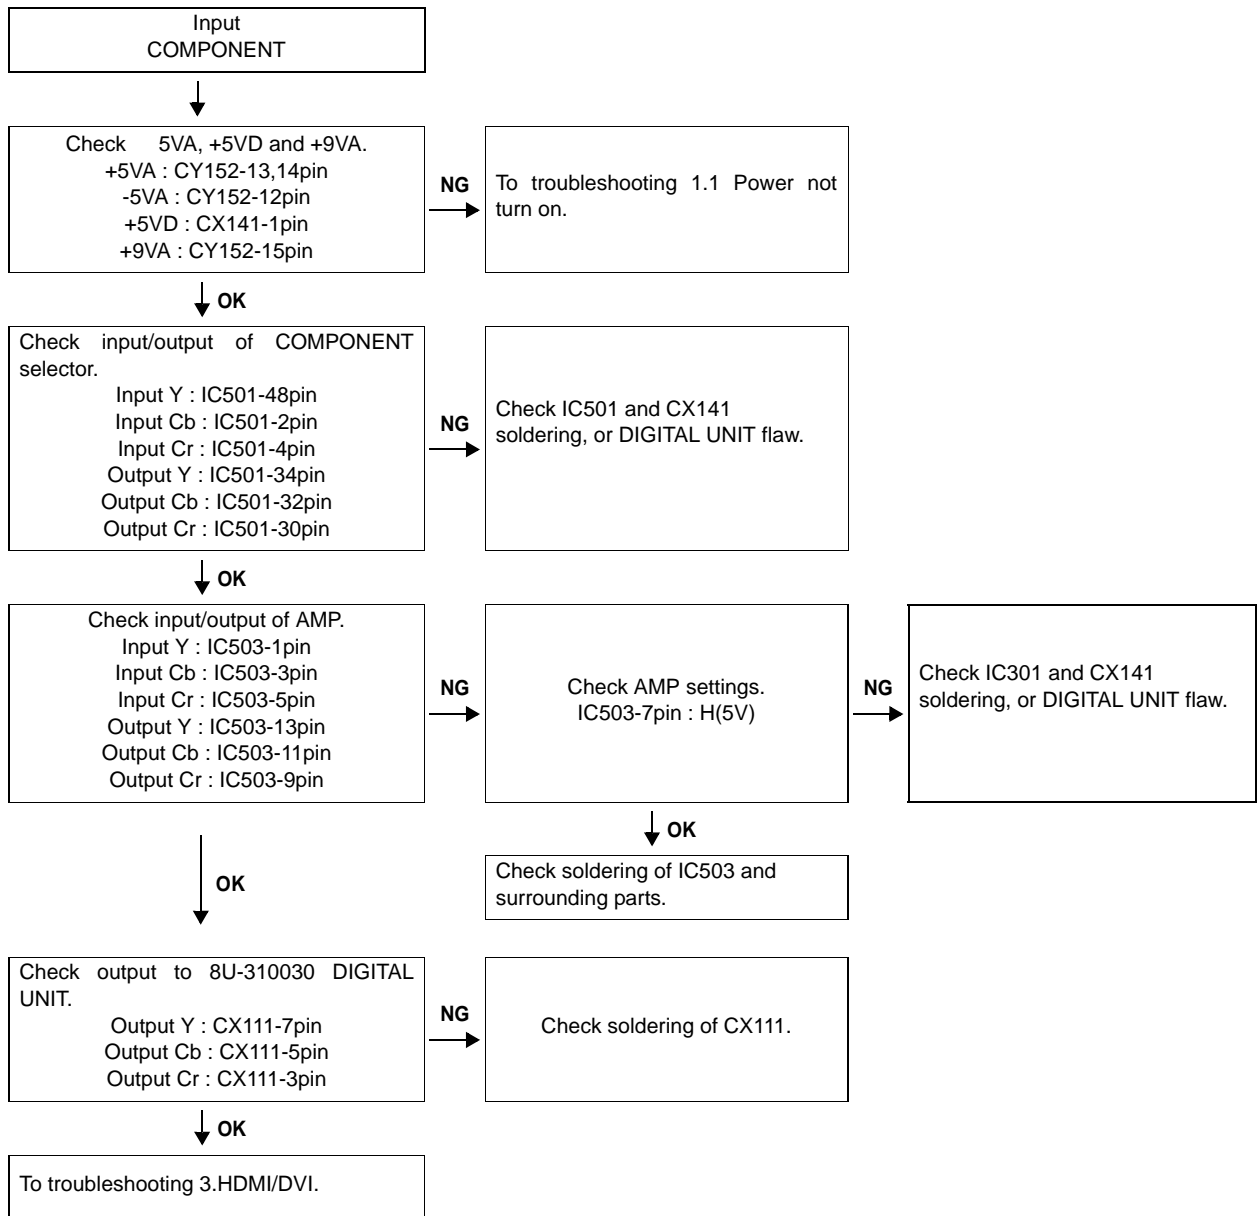 Input
COMPONENT
Check 5VA, +5VD and +9VA.
+5VA : CY152-13,14pin
-5VA : CY152-12pin
+5VD : CX141-1pin
+9VA : CY152-15pin
NG
To troubleshooting 1.1 Power not
turn on.
OK
Check input/output of COMPONENT
selector.
Input Y : IC501-48pin
Input Cb : IC501-2pin
Input Cr : IC501-4pin
Output Y : IC501-34pin
Output Cb : IC501-32pin
Output Cr : IC501-30pin
NG
Check IC501 and CX141
soldering, or DIGITAL UNIT flaw.
OK
Check input/output of AMP.
Input Y : IC503-1pin
Input Cb : IC503-3pin
Input Cr : IC503-5pin
Output Y : IC503-13pin
Output Cb : IC503-11pin
Output Cr : IC503-9pin
NG
Check AMP settings.
IC503-7pin : H(5V)
NG
Check IC301 and CX141
soldering, or DIGITAL UNIT flaw.
OK
Check soldering of IC503 and
surrounding parts.
OK
Check output to 8U-310030 DIGITAL
UNIT.
Output Y : CX111-7pin
Output Cb : CX111-5pin
Output Cr : CX111-3pin
NG
Check soldering of CX111.
OK
To troubleshooting 3.HDMI/DVI.